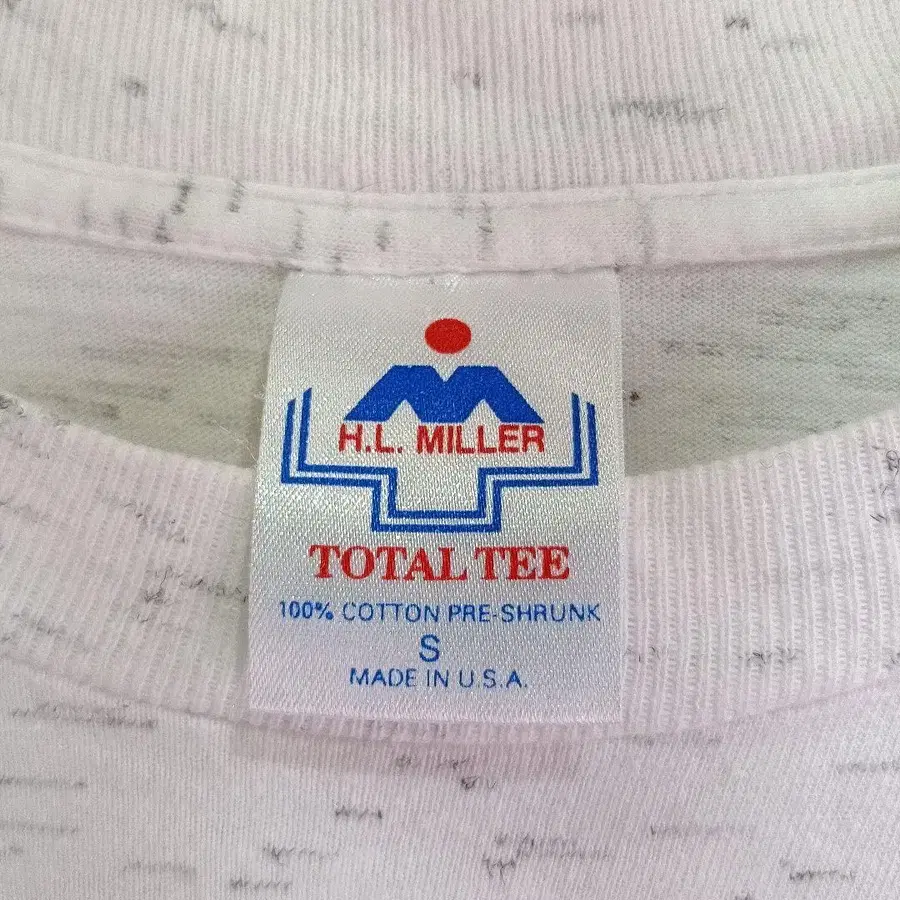 H.L. MILLER
TOTAL TEE
100% COTTON PRE-SHRUNK
S
MADE IN U.S.A.